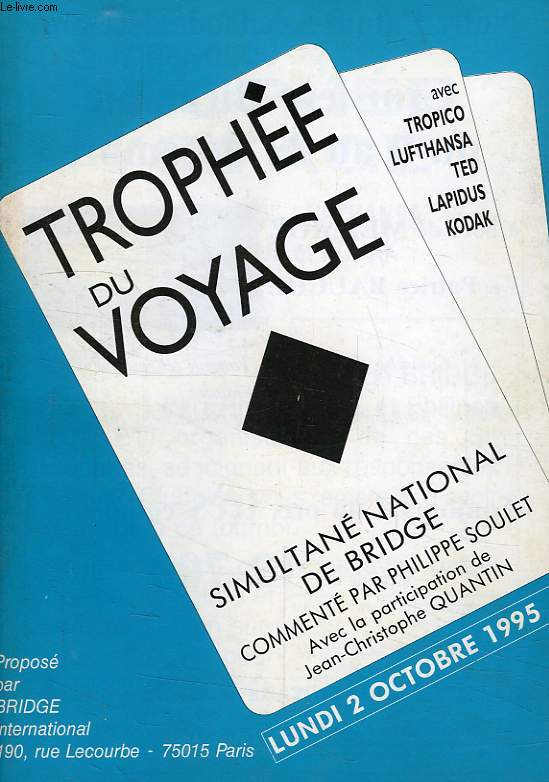 Le-livre.com
TROPHÉE
DU
VOYAGE
avec
TROPICO
LUFTHANSA
TED
LAPIDUS
KODAK
SIMULTANÉ NATIONAL
DE BRIDGE
COMMENTÉ PAR PHILIPPE SOULET
Avec la participation de
Jean-Christophe QUANTIN
LUNDI 2 OCTOBRE 1995
Proposé
par
BRIDGE
International
190, rue Lecourbe - 75015 Paris